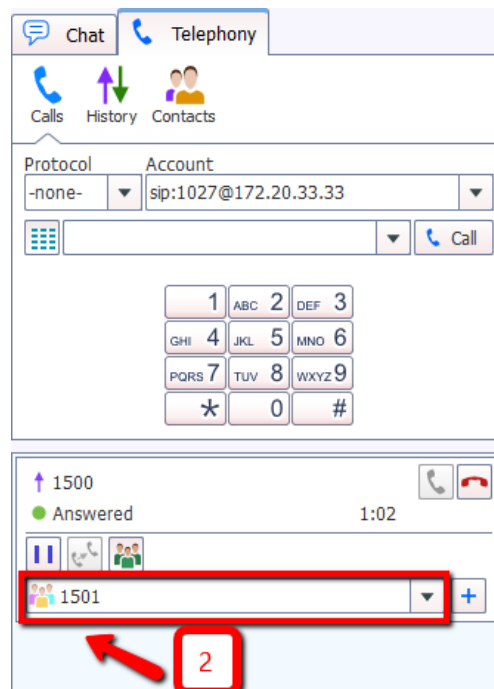 Chat Telephony
Calls History Contacts
Protocol Account
-none- sip:1027@172.20.33.33
Call
1 ABC 2 DEF 3
GHI 4 JKL 5 MNO 6
PQRS 7 TUV 8 WXYZ 9
* 0 #
1500
Answered 1:02
1501 +
2